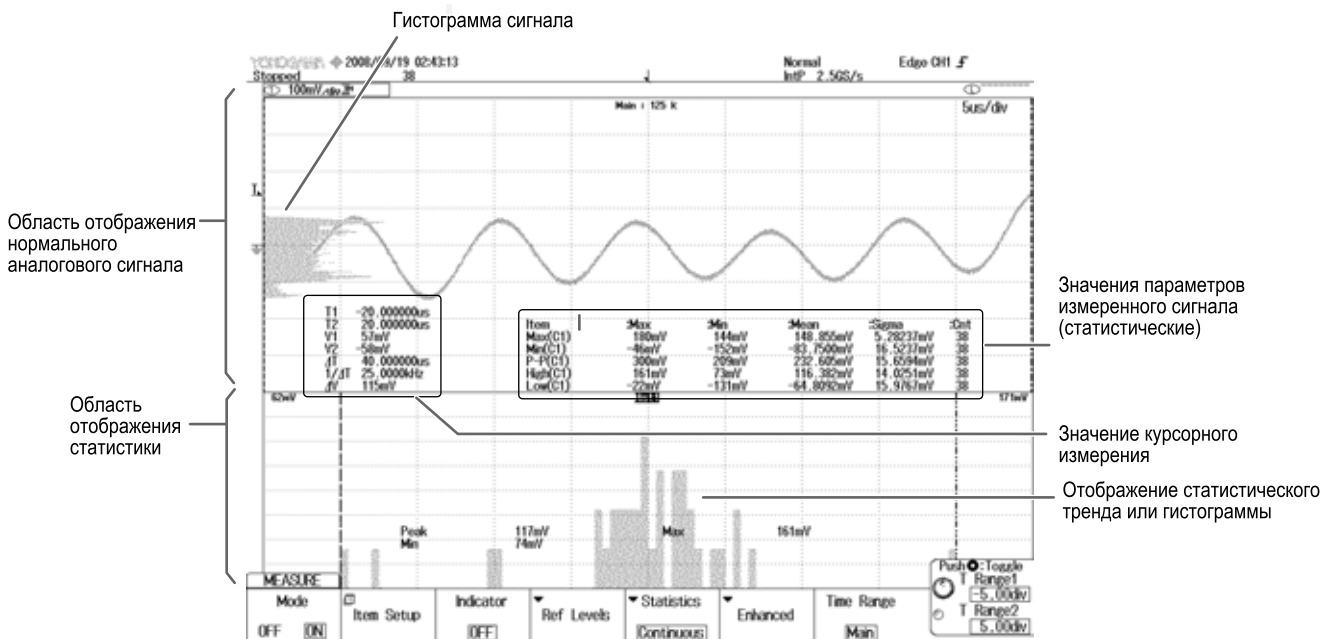 Гистограмма сигнала
YOKOGAWA 2008/09/19 02:43:13
Normal
Edge CH1
Stopped
38
IntP 2.5GS/s
100mV/div
Main : 125 k
5us/div
Область отображения
нормального
аналогового сигнала
T1 -20.000000us
T2 20.000000us
V1 57mV
V2 -58mV
ΔT 40.000000us
1/ΔT 25.0000kHz
ΔV 115mV
Item :Max :Min :Mean :Sigma :Cnt
Max(C1) 180mV 144mV 148.855mV 5.28237mV 38
Min(C1) -46mV -152mV -83.7500mV 16.5237mV 38
P-P(C1) 300mV 209mV 232.605mV 15.6594mV 38
High(C1) 161mV 73mV 116.382mV 14.0251mV 38
Low(C1) -22mV -131mV -64.8092mV 15.9767mV 38
Значения параметров
измеренного сигнала
(статистические)
62mV
171mV
Область
отображения
статистики
Значение курсорного
измерения
Отображение статистического
тренда или гистограммы
Peak 117mV Max 161mV
Min 74mV
MEASURE
Mode
OFF ON
Item Setup
Indicator
OFF
Ref Levels
Statistics
Continuous
Enhanced
Time Range
Main
Push :Toggle
T Range1
-5.00div
T Range2
5.00div